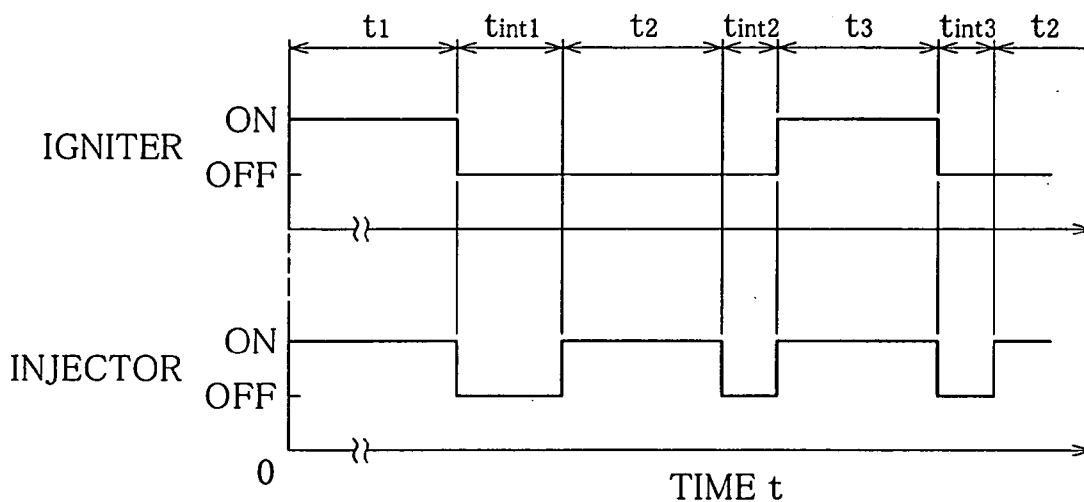 t1 tint1 t2 tint2 t3 tint3 t2
ON
IGNITER
OFF
ON
INJECTOR
OFF
0
TIME t